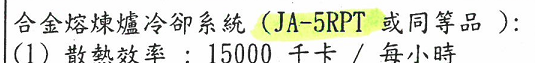 合金熔煉爐冷卻系統 (JA-5RPT 或同等品 ):
(1) 散熱效率 : 15000 千卡 / 每小時